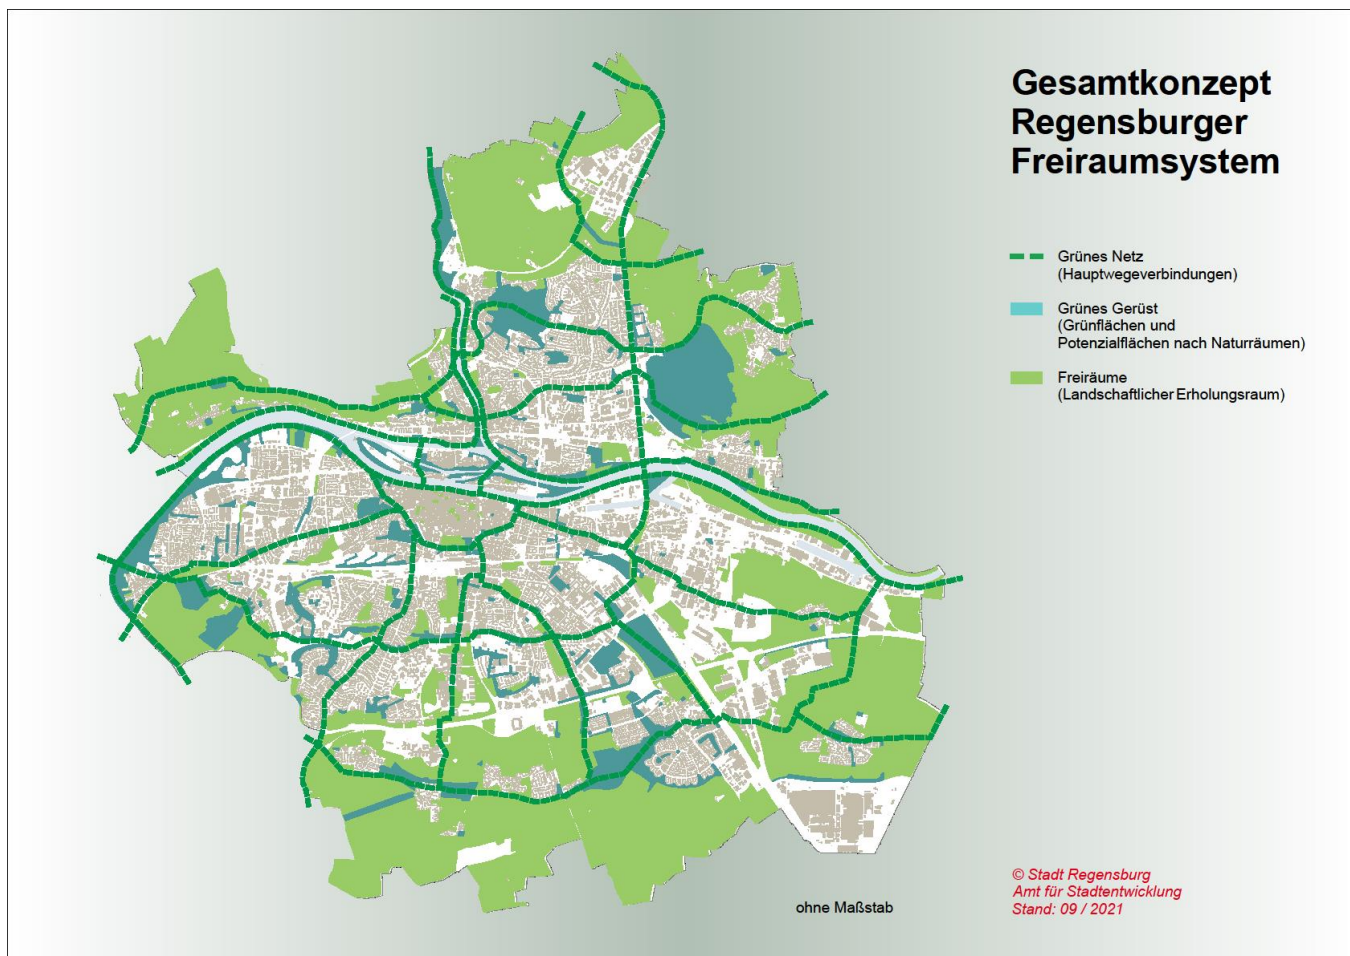 Gesamtkonzept
Regensburger
Freiraumsystem
Grünes Netz
(Hauptwegeverbindungen)
Grünes Gerüst
(Grünflächen und
Potenzialflächen nach Naturräumen)
Freiräume
(Landschaftlicher Erholungsraum)
© Stadt Regensburg
Amt für Stadtentwicklung
Stand: 09 / 2021
ohne Maßstab